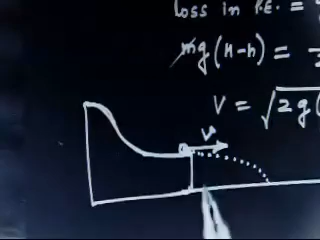 Loss in P.E. =
mg(H-h) =
V = √2g(
v